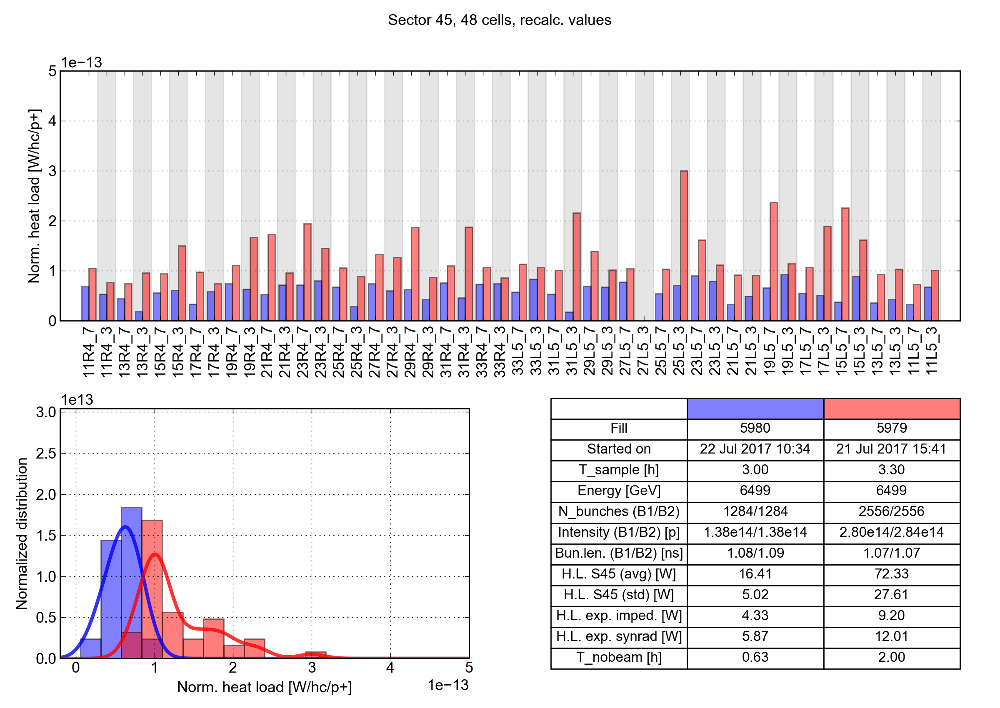 Sector 45, 48 cells, recalc. values
1e−13
5
4
3
2
1
0
Norm. heat load [W/hc/p+]
11R4_7
11R4_3
13R4_7
13R4_3
15R4_7
15R4_3
17R4_7
17R4_3
19R4_7
19R4_3
21R4_7
21R4_3
23R4_7
23R4_3
25R4_7
25R4_3
27R4_7
27R4_3
29R4_7
29R4_3
31R4_7
31R4_3
33R4_7
33R4_3
33L5_7
33L5_3
31L5_7
31L5_3
29L5_7
29L5_3
27L5_7
27L5_3
25L5_7
25L5_3
23L5_7
23L5_3
21L5_7
21L5_3
19L5_7
19L5_3
17L5_7
17L5_3
15L5_7
15L5_3
13L5_7
13L5_3
11L5_7
11L5_3
1e13
3.0
2.5
2.0
1.5
1.0
0.5
0.0
Normalized distribution
0 1 2 3 4 5
1e−13
Norm. heat load [W/hc/p+]
Fill 5980 5979
Started on 22 Jul 2017 10:34 21 Jul 2017 15:41
T_sample [h] 3.00 3.30
Energy [GeV] 6499 6499
N_bunches (B1/B2) 1284/1284 2556/2556
Intensity (B1/B2) [p] 1.38e14/1.38e14 2.80e14/2.84e14
Bun.len. (B1/B2) [ns] 1.08/1.09 1.07/1.07
H.L. S45 (avg) [W] 16.41 72.33
H.L. S45 (std) [W] 5.02 27.61
H.L. exp. imped. [W] 4.33 9.20
H.L. exp. synrad [W] 5.87 12.01
T_nobeam [h] 0.63 2.00